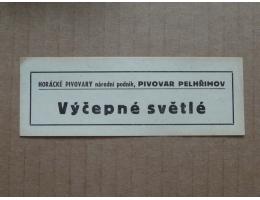 HORÁCKÉ PIVOVARY národní podnik, PIVOVAR PELHŘIMOV
Výčepné světlé